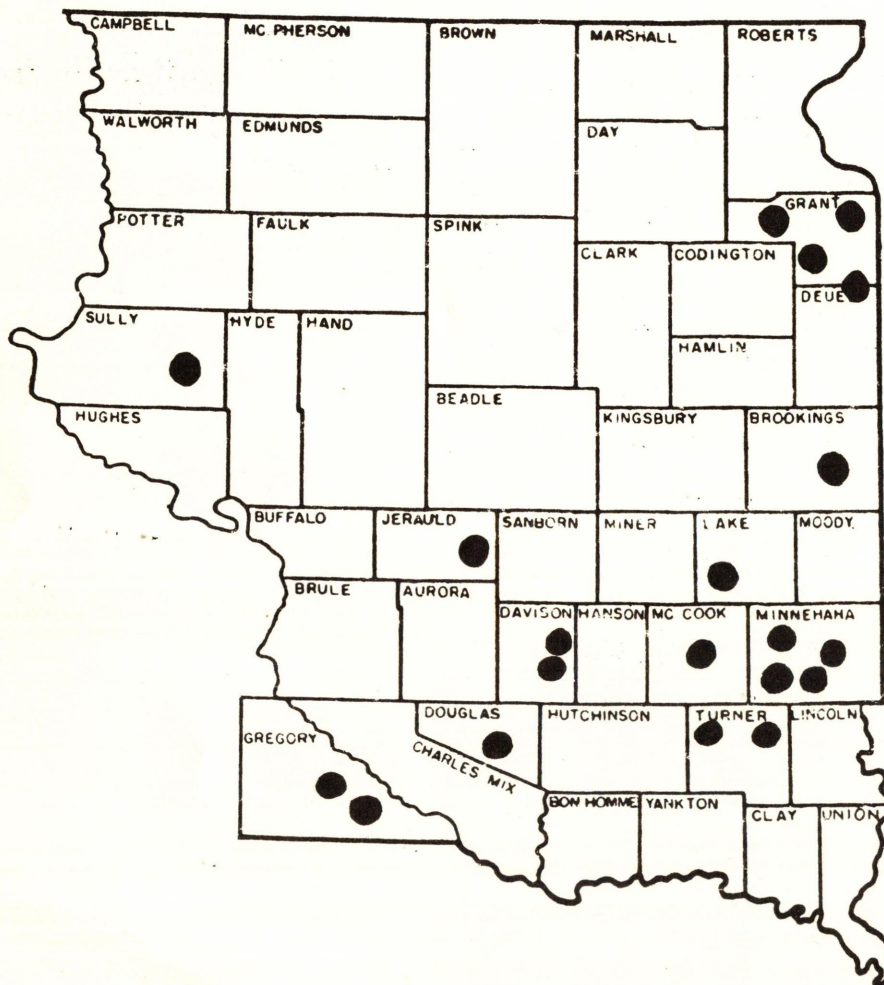 CAMPBELL
MC. PHERSON
BROWN
MARSHALL
ROBERTS
WALWORTH
EDMUNDS
DAY
GRANT
POTTER
FAULK
SPINK
CLARK
CODINGTON
DEUE
SULLY
HYDE
HAND
HAMLIN
HUGHES
BEADLE
KINGSBURY
BROOKINGS
BUFFALO
JERAULD
SANBORN
MINER
LAKE
MOODY
BRULE
AURORA
DAVISON
HANSON
MC COOK
MINNEHAHA
GREGORY
CHARLES MIX
DOUGLAS
HUTCHINSON
TURNER
LINCOLN
BON HOMME
YANKTON
CLAY
UNION